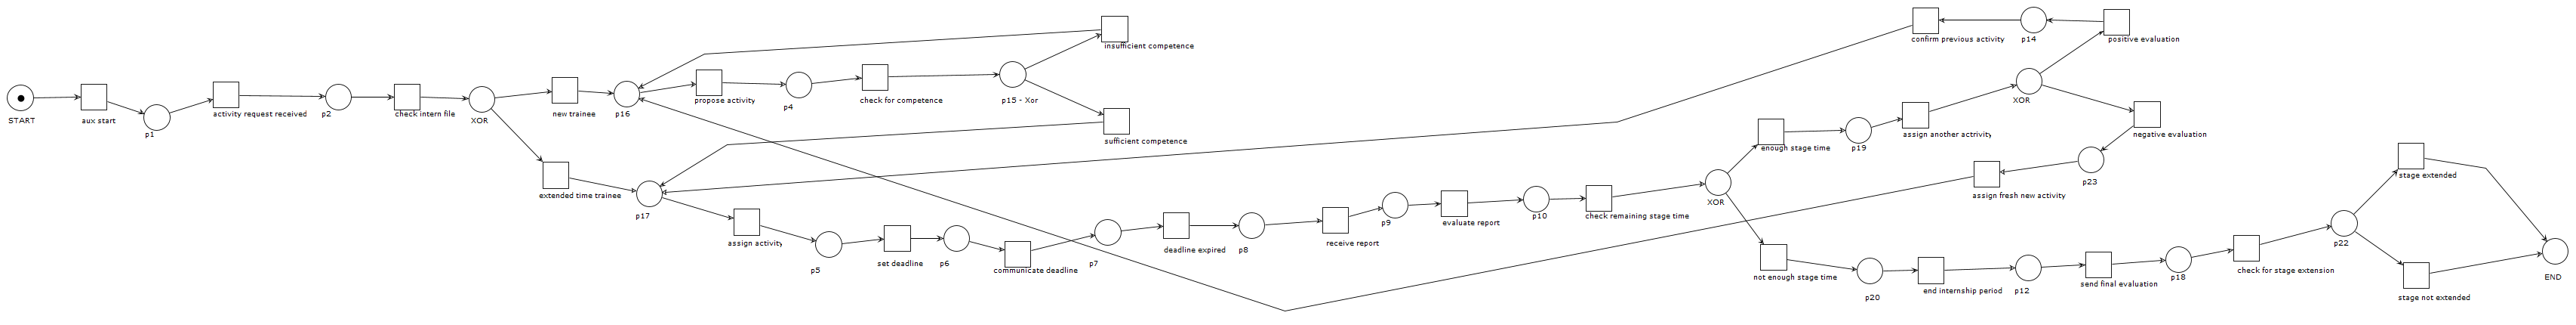 START
aux start
p1
activity request received
p2
check intern file
XOR
new trainee
p16
propose activity
p4
check for competence
p15 - Xor
insufficient competence
sufficient competence
extended time trainee
p17
assign activity
p5
set deadline
p6
communicate deadline
p7
deadline expired
p8
receive report
p9
evaluate report
p10
check remaining stage time
XOR
enough stage time
p19
assign another actrivity
XOR
positive evaluation
p14
confirm previous activity
negative evaluation
p23
assign fresh new activity
not enough stage time
p20
end internship period
p12
send final evaluation
p18
check for stage extension
p22
stage extended
stage not extended
END